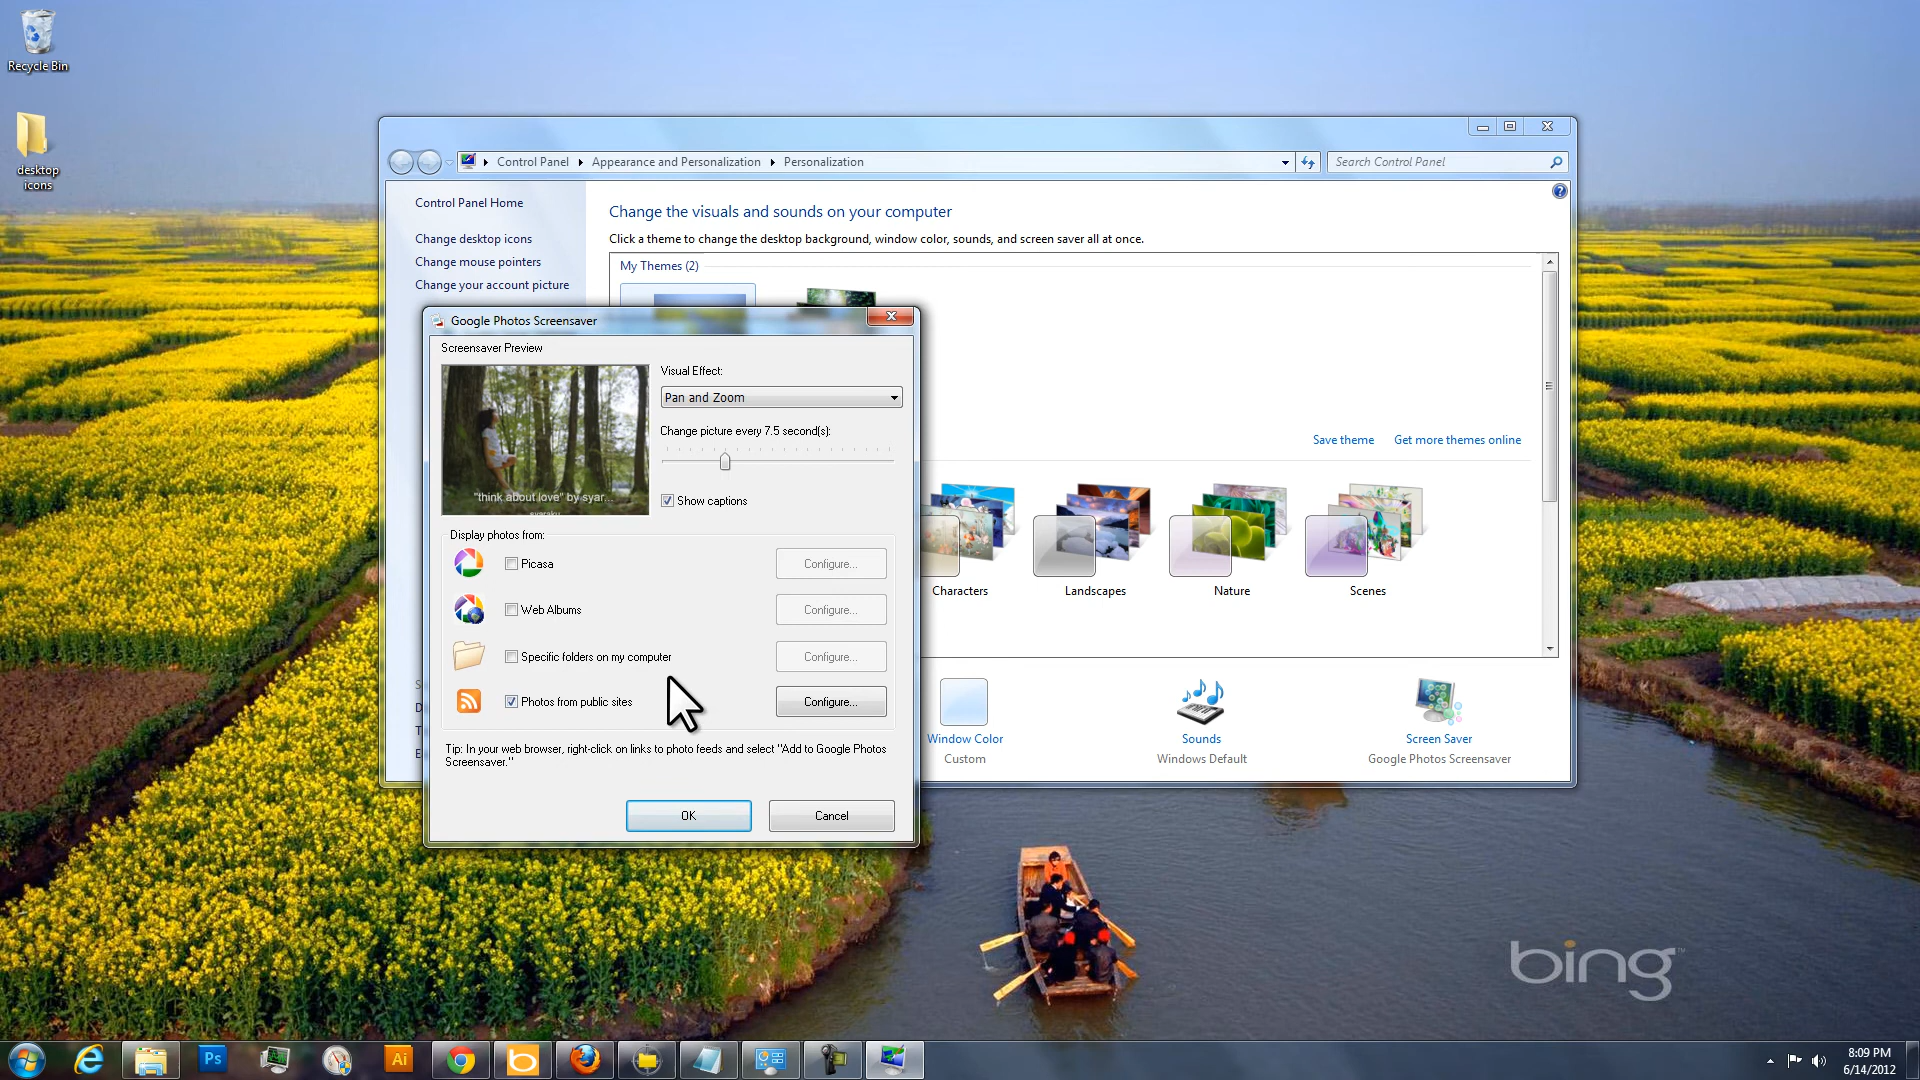 Recycle Bin
desktop
icons
Control Panel
Appearance and Personalization
Personalization
Search Control Panel
Control Panel Home
Change desktop icons
Change mouse pointers
Change your account picture
Change the visuals and sounds on your computer
Click a theme to change the desktop background, window color, sounds, and screen saver all at once.
My Themes (2)
Save theme
Get more themes online
Characters
Landscapes
Nature
Scenes
Window Color
Custom
Sounds
Windows Default
Screen Saver
Google Photos Screensaver
Google Photos Screensaver
Screensaver Preview
"think about love" by syar...
Visual Effect:
Pan and Zoom
Change picture every 7.5 second(s):
Show captions
Display photos from:
Picasa
Configure...
Web Albums
Configure...
Specific folders on my computer
Configure...
Photos from public sites
Configure...
Tip: In your web browser, right-click on links to photo feeds and select "Add to Google Photos
Screensaver."
OK
Cancel
bing
Ps
Ai
8:09 PM
6/14/2012